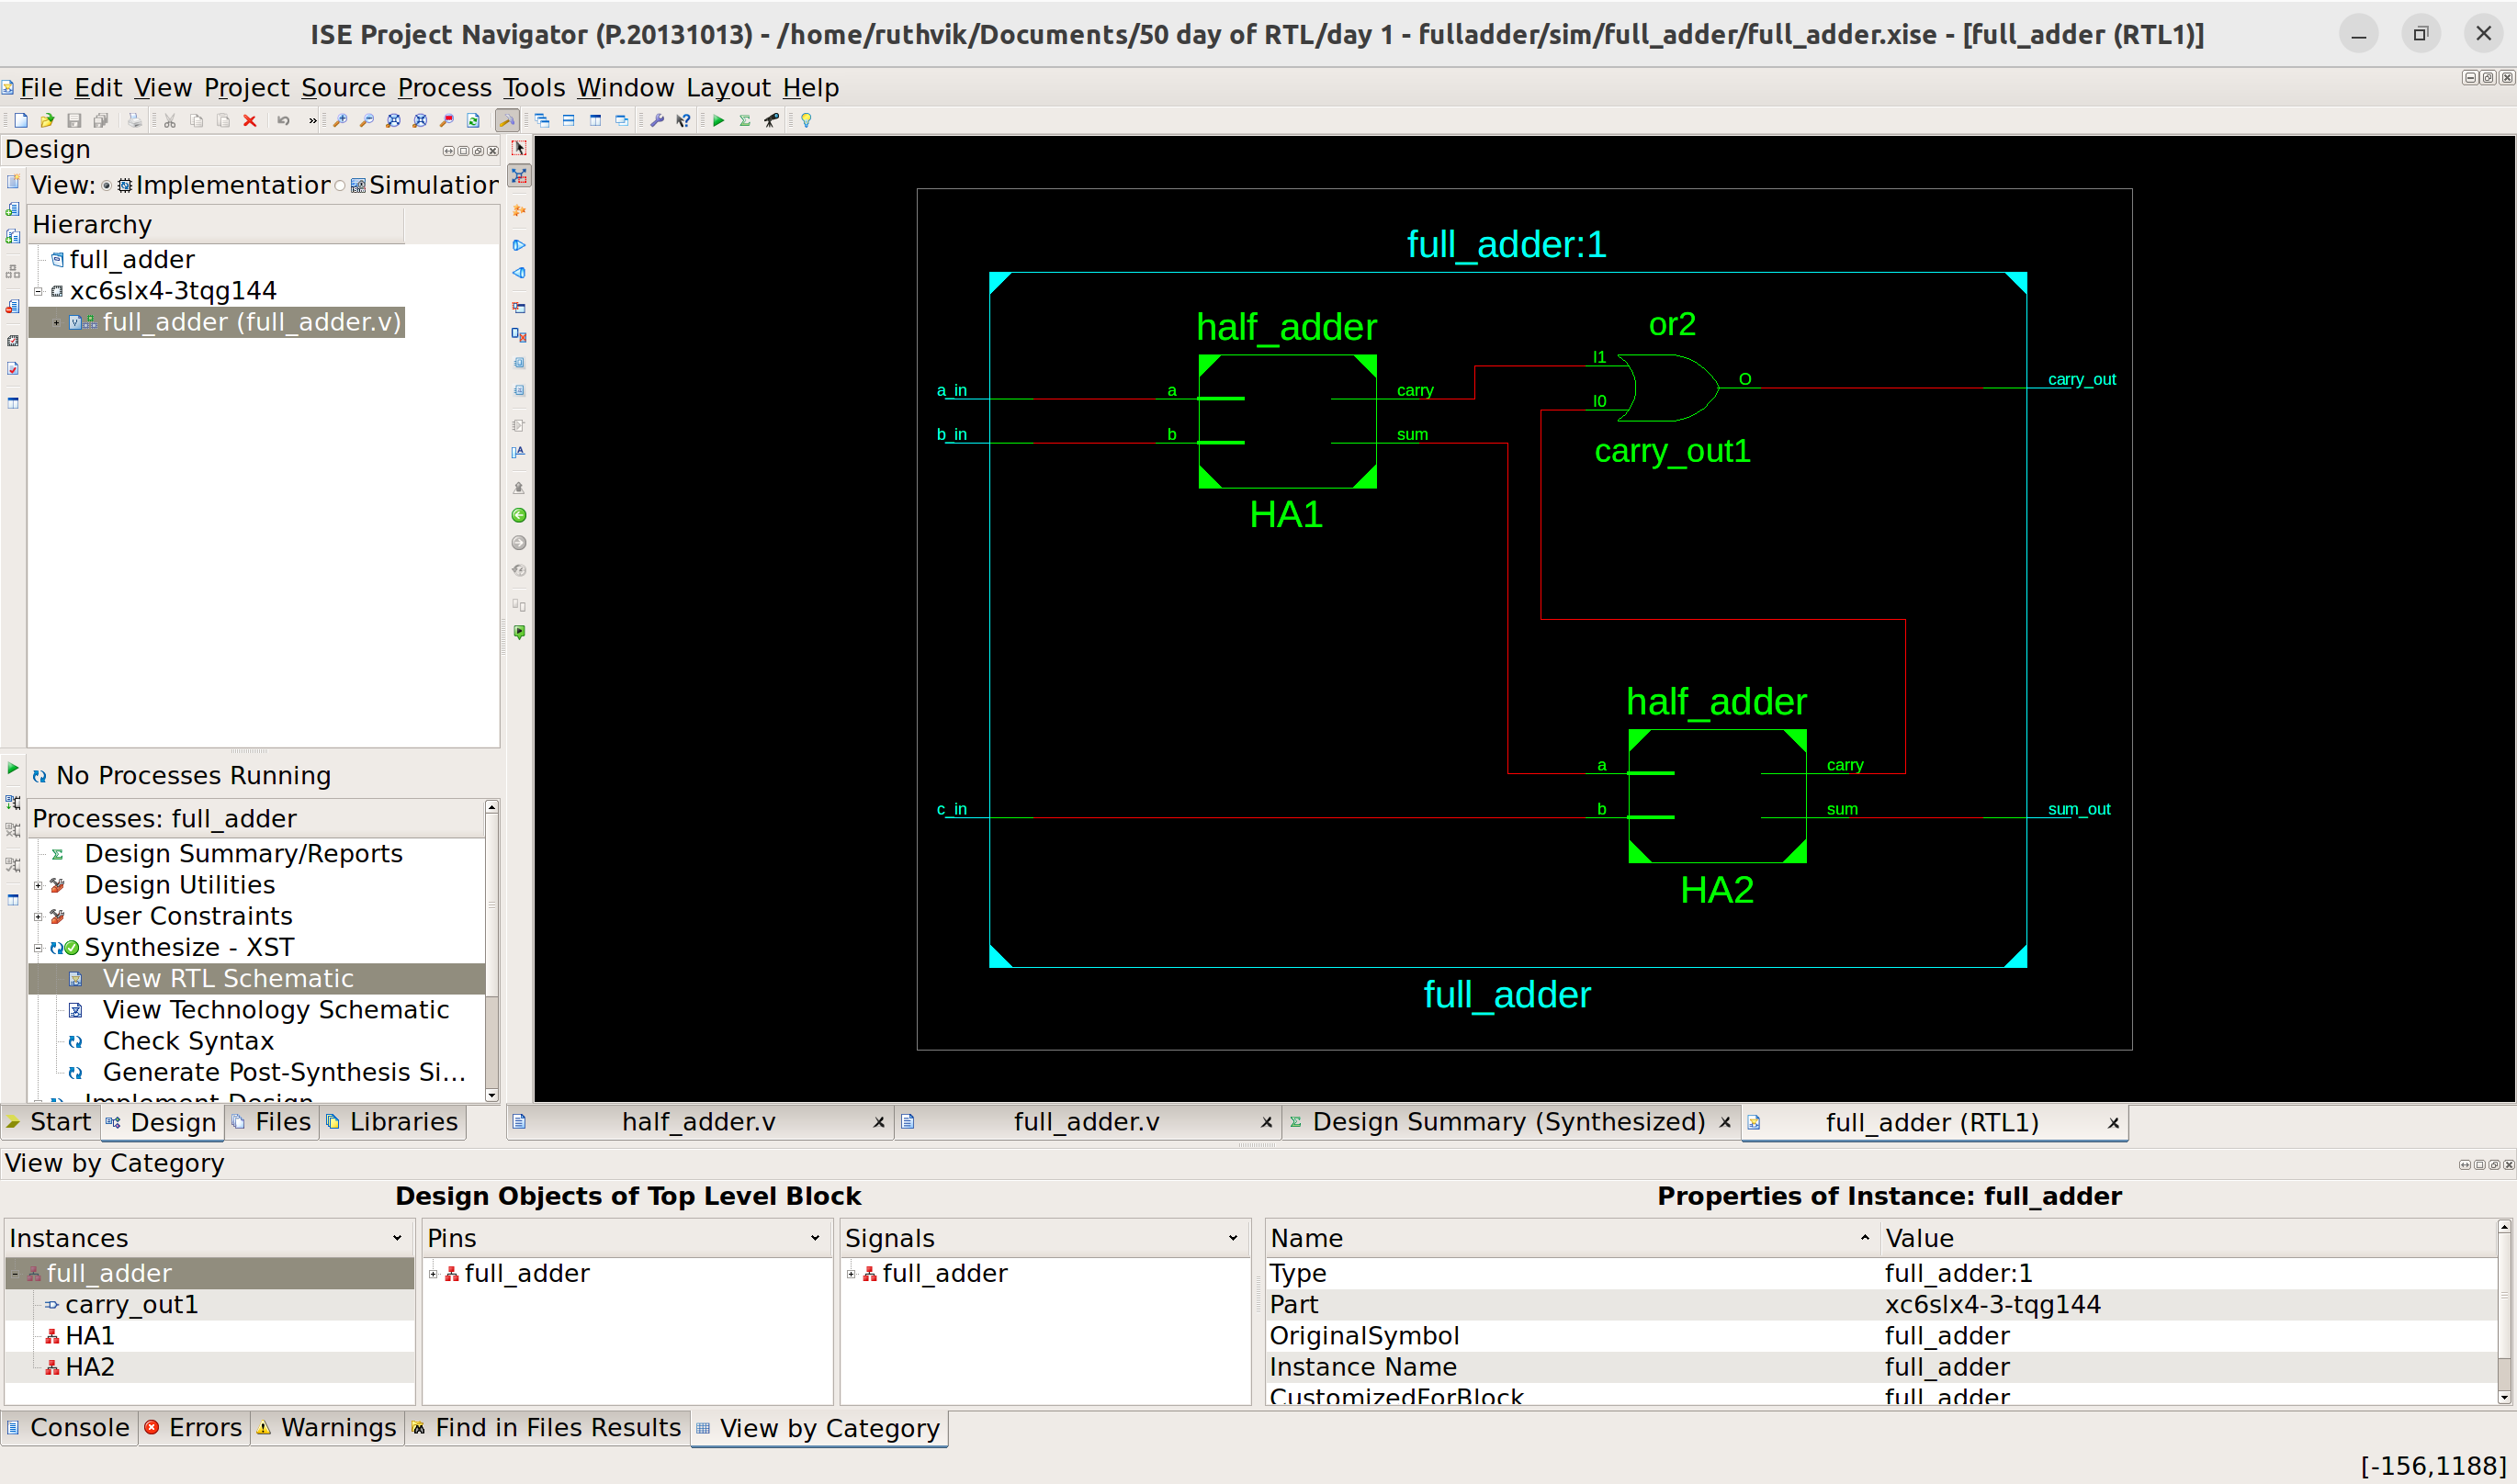 ISE Project Navigator (P.20131013) - /home/ruthvik/Documents/50 day of RTL/day 1 - fulladder/sim/full_adder/full_adder.xise - [full_adder (RTL1)]
File Edit View Project Source Process Tools Window Layout Help
Design
View: Implementation Simulation
Hierarchy
full_adder
xc6slx4-3tqg144
full_adder (full_adder.v)
No Processes Running
Processes: full_adder
Design Summary/Reports
Design Utilities
User Constraints
Synthesize - XST
View RTL Schematic
View Technology Schematic
Check Syntax
Generate Post-Synthesis Si...
Implement Design
Start Design Files Libraries
full_adder:1
half_adder
or2
a_in a carry I1 O carry_out
b_in b sum I0
carry_out1
HA1
half_adder
a carry
c_in b sum sum_out
HA2
full_adder
half_adder.v full_adder.v Design Summary (Synthesized) full_adder (RTL1)
View by Category
Design Objects of Top Level Block
Properties of Instance: full_adder
Instances Pins Signals Name Value
full_adder full_adder full_adder Type full_adder:1
carry_out1 Part xc6slx4-3-tqg144
HA1 OriginalSymbol full_adder
HA2 Instance Name full_adder
CustomizedForBlock full_adder
Console Errors Warnings Find in Files Results View by Category
[-156,1188]